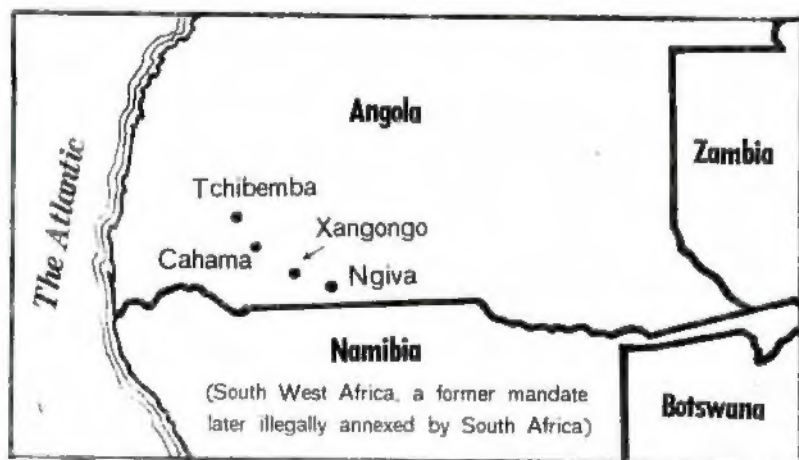 Angola
Zambia
The Atlantic
Tchibemba
Xangongo
Cahama
Ngiva
Namibia
(South West Africa, a former mandate
later illegally annexed by South Africa)
Botswana